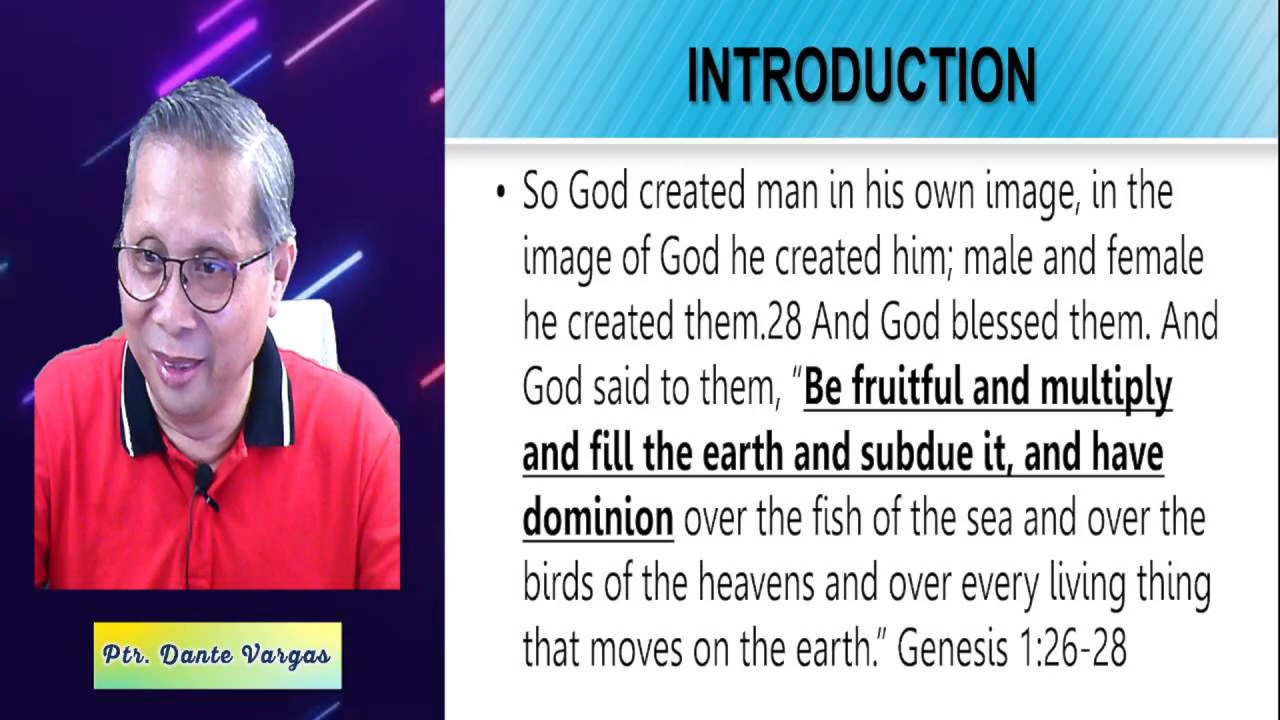 INTRODUCTION
• So God created man in his own image, in the
image of God he created him; male and female
he created them.28 And God blessed them. And
God said to them, “Be fruitful and multiply
and fill the earth and subdue it, and have
dominion over the fish of the sea and over the
birds of the heavens and over every living thing
that moves on the earth.” Genesis 1:26-28
Ptr. Dante Vargas